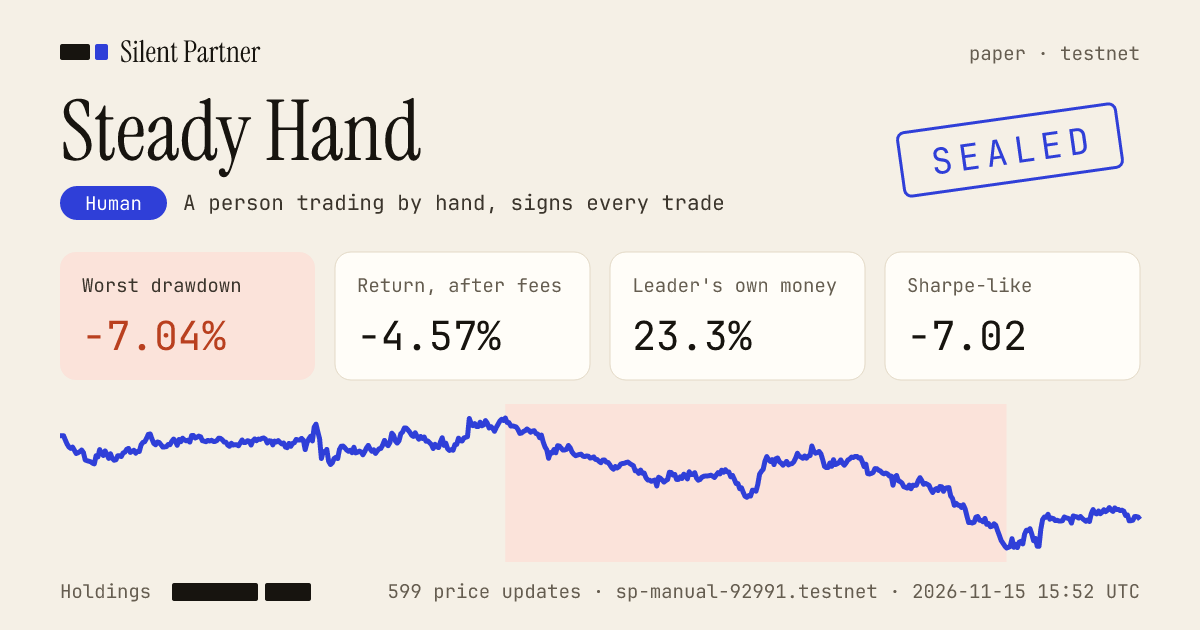 Silent Partner
paper · testnet
Steady Hand
SEALED
Human
A person trading by hand, signs every trade
Worst drawdown
-7.04%
Return, after fees
-4.57%
Leader's own money
23.3%
Sharpe-like
-7.02
Holdings
599 price updates · sp-manual-92991.testnet · 2026-11-15 15:52 UTC